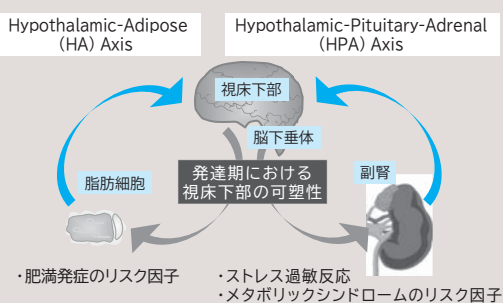 Hypothalamic-Adipose
(HA) Axis
Hypothalamic-Pituitary-Adrenal
(HPA) Axis
視床下部
脳下垂体
発達期における
視床下部の可塑性
脂肪細胞
副腎
・肥満発症のリスク因子
・ストレス過敏反応
・メタボリックシンドロームのリスク因子